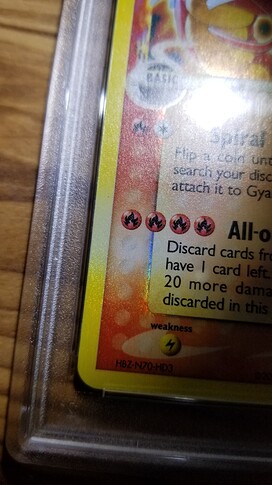 BASIC
Spiral
Flip a coin unt
search your disc
attach it to Gya
All-o
Discard cards fr
have 1 card left,
20 more dama
discarded in this
weakness
HBZ-N70-HD3